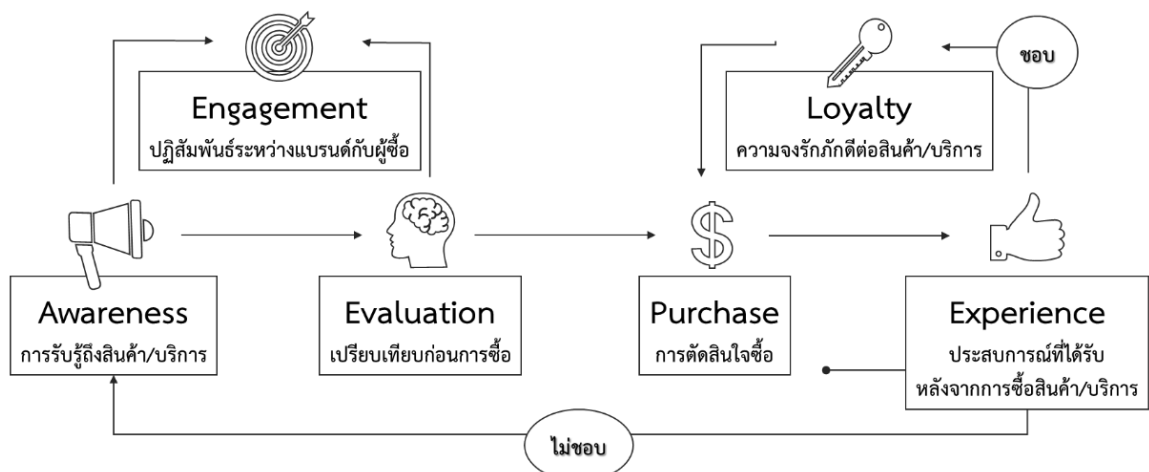 Engagement
ปฏิสัมพันธ์ระหว่างแบรนด์กับผู้ซื้อ
Loyalty
ความจงรักภักดีต่อสินค้า/บริการ
ชอบ
Awareness
การรับรู้ถึงสินค้า/บริการ
Evaluation
เปรียบเทียบก่อนการซื้อ
$
Purchase
การตัดสินใจซื้อ
Experience
ประสบการณ์ที่ได้รับ
หลังจากการซื้อสินค้า/บริการ
ไม่ชอบ